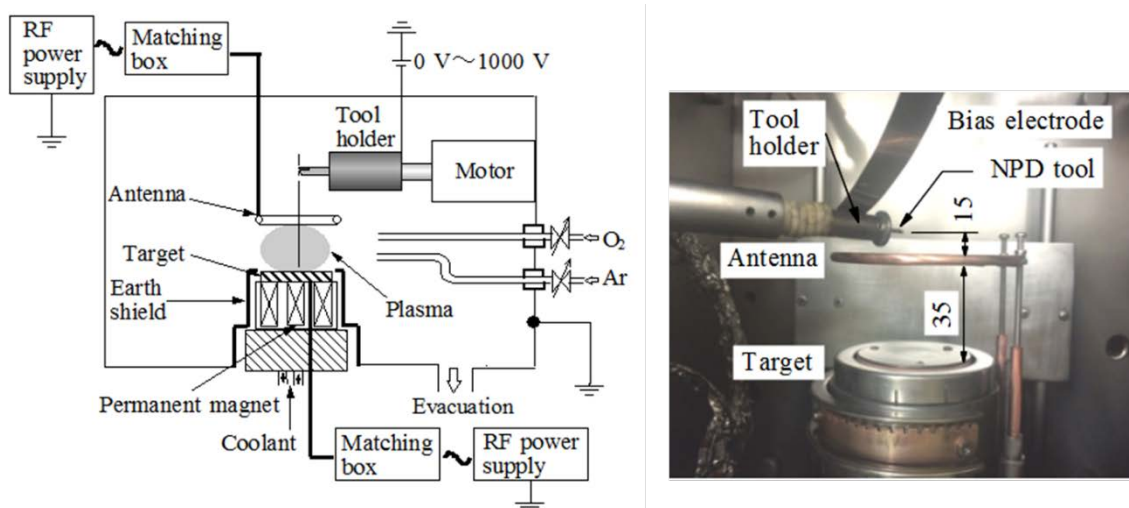 RF
power
supply
Matching
box
0 V～1000 V
Tool
holder
Motor
Antenna
Target
Earth
shield
Plasma
O2
Ar
Permanent magnet
Coolant
Evacuation
Matching
box
RF power
supply
Tool
holder
Bias electrode
NPD tool
15
Antenna
35
Target